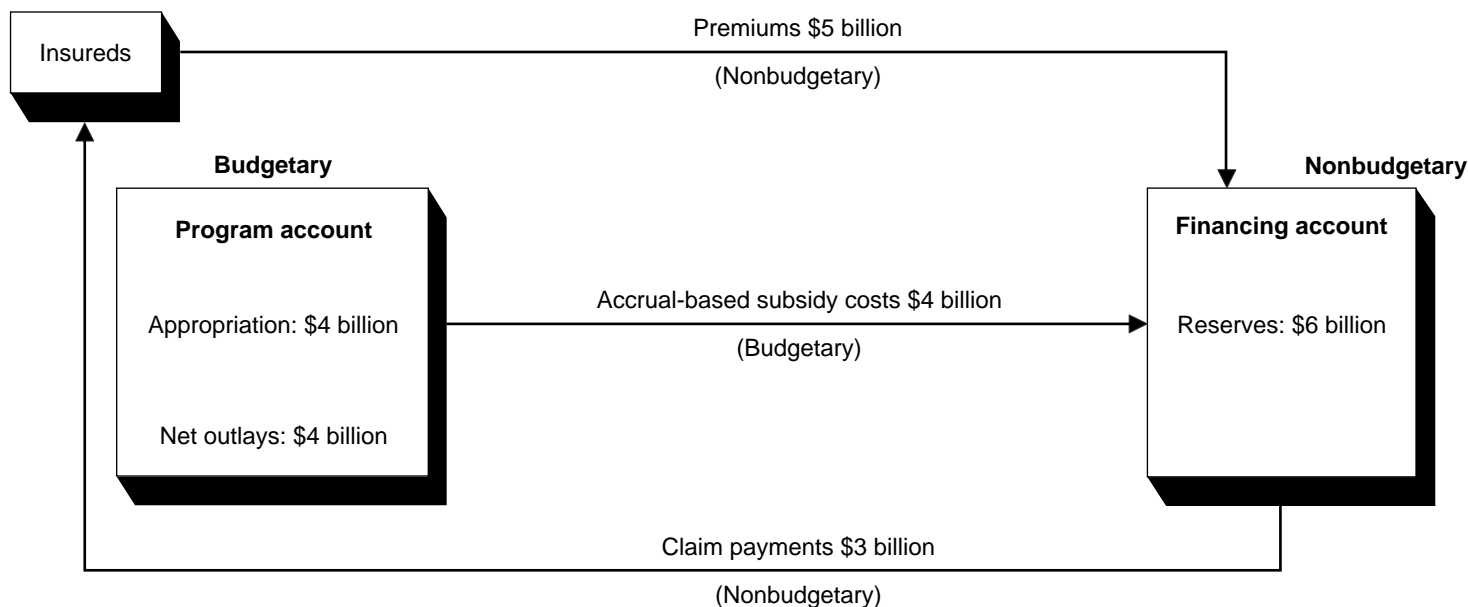 Premiums $5 billion
Insureds
(Nonbudgetary)
Budgetary
Nonbudgetary
Program account
Financing account
Accrual-based subsidy costs $4 billion
Appropriation: $4 billion
Reserves: $6 billion
(Budgetary)
Net outlays: $4 billion
Claim payments $3 billion
(Nonbudgetary)